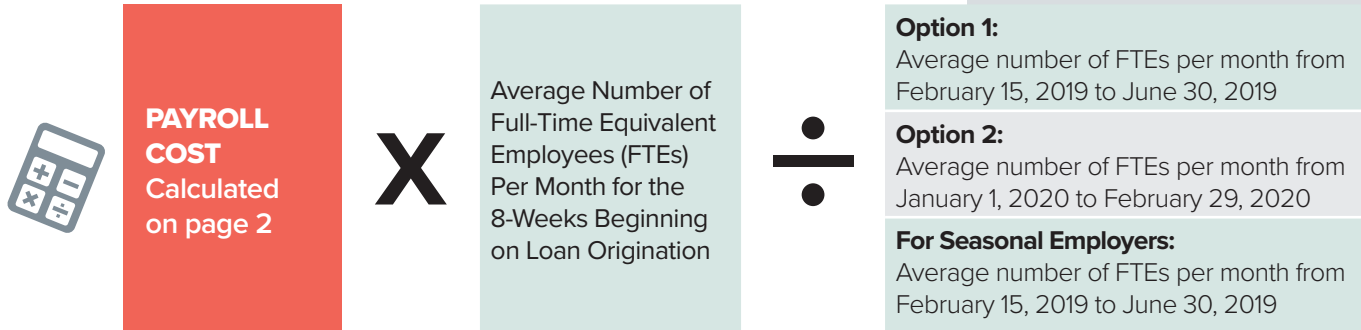 PAYROLL
COST
Calculated
on page 2
X
Average Number of
Full-Time Equivalent
Employees (FTEs)
Per Month for the
8-Weeks Beginning
on Loan Origination
÷
Option 1:
Average number of FTEs per month from
February 15, 2019 to June 30, 2019
Option 2:
Average number of FTEs per month from
January 1, 2020 to February 29, 2020
For Seasonal Employers:
Average number of FTEs per month from
February 15, 2019 to June 30, 2019